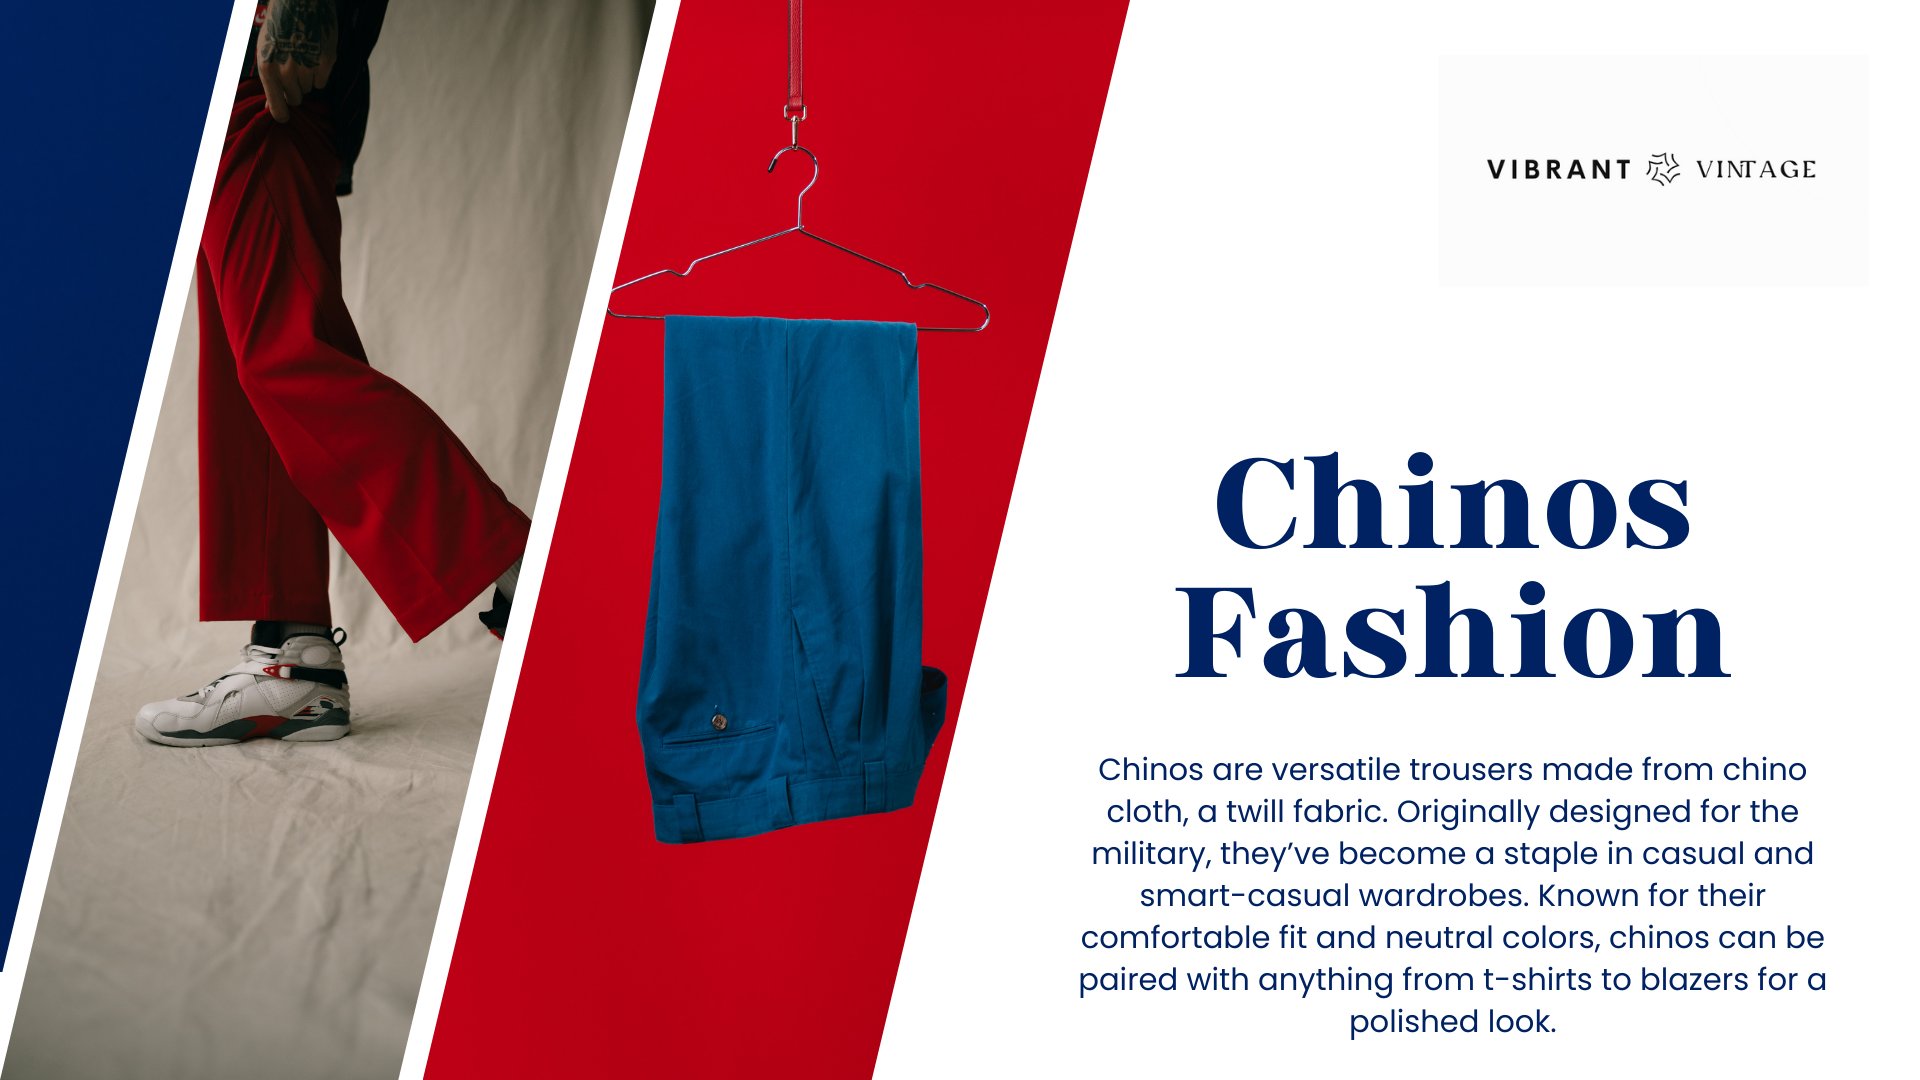 VIBRANT VINTAGE
Chinos
Fashion
Chinos are versatile trousers made from chino
cloth, a twill fabric. Originally designed for the
military, they’ve become a staple in casual and
smart-casual wardrobes. Known for their
comfortable fit and neutral colors, chinos can be
paired with anything from t-shirts to blazers for a
polished look.